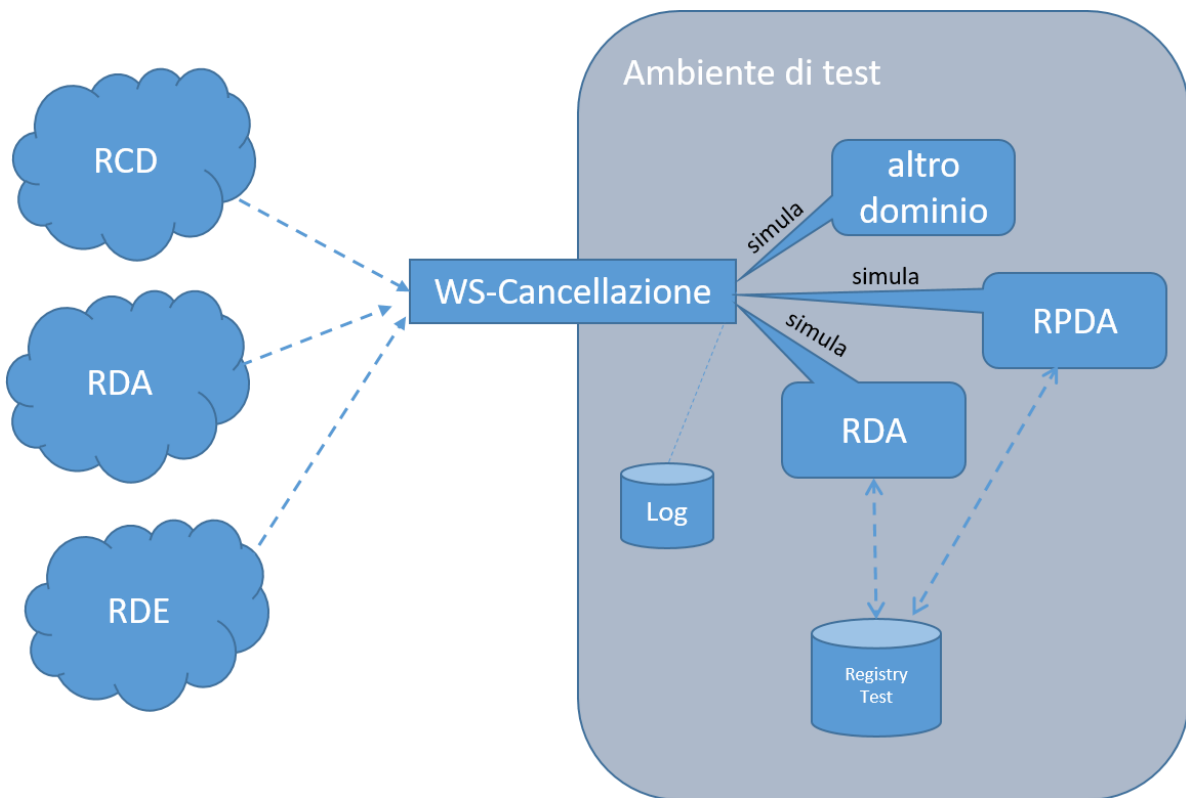 Ambiente di test
RCD
altro
dominio
simula
WS-Cancellazione
simula
RPDA
simula
RDA
RDA
Log
RDE
Registry
Test